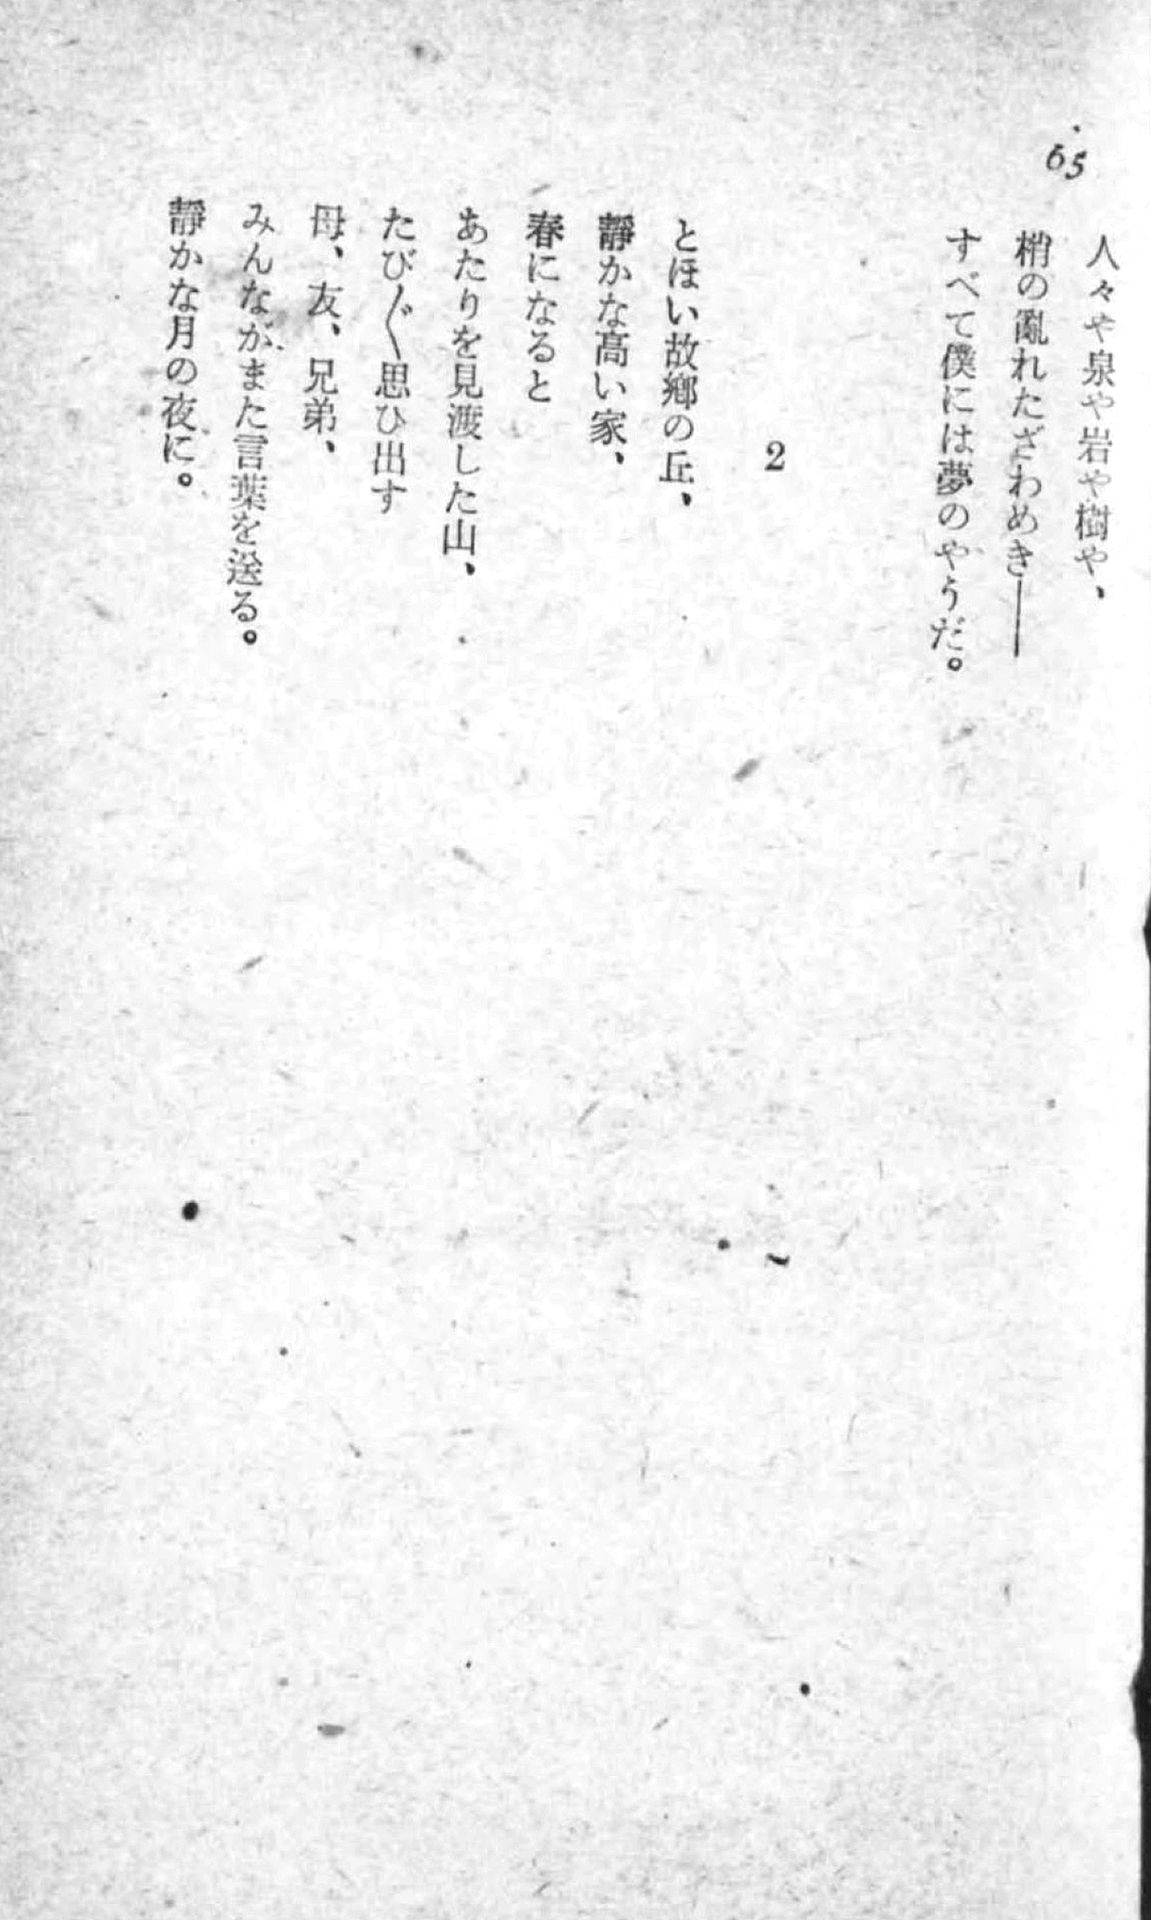 65
人々や泉や岩や樹や、
梢の亂れたざわめき――
すべて僕には夢のやうだ。
2
とほい故郷の丘、
靜かな高い家、
春になると
あたりを見渡した山、
たび〴〵思ひ出す
母、友、兄弟、
みんながまた言葉を送る。
靜かな月の夜に。